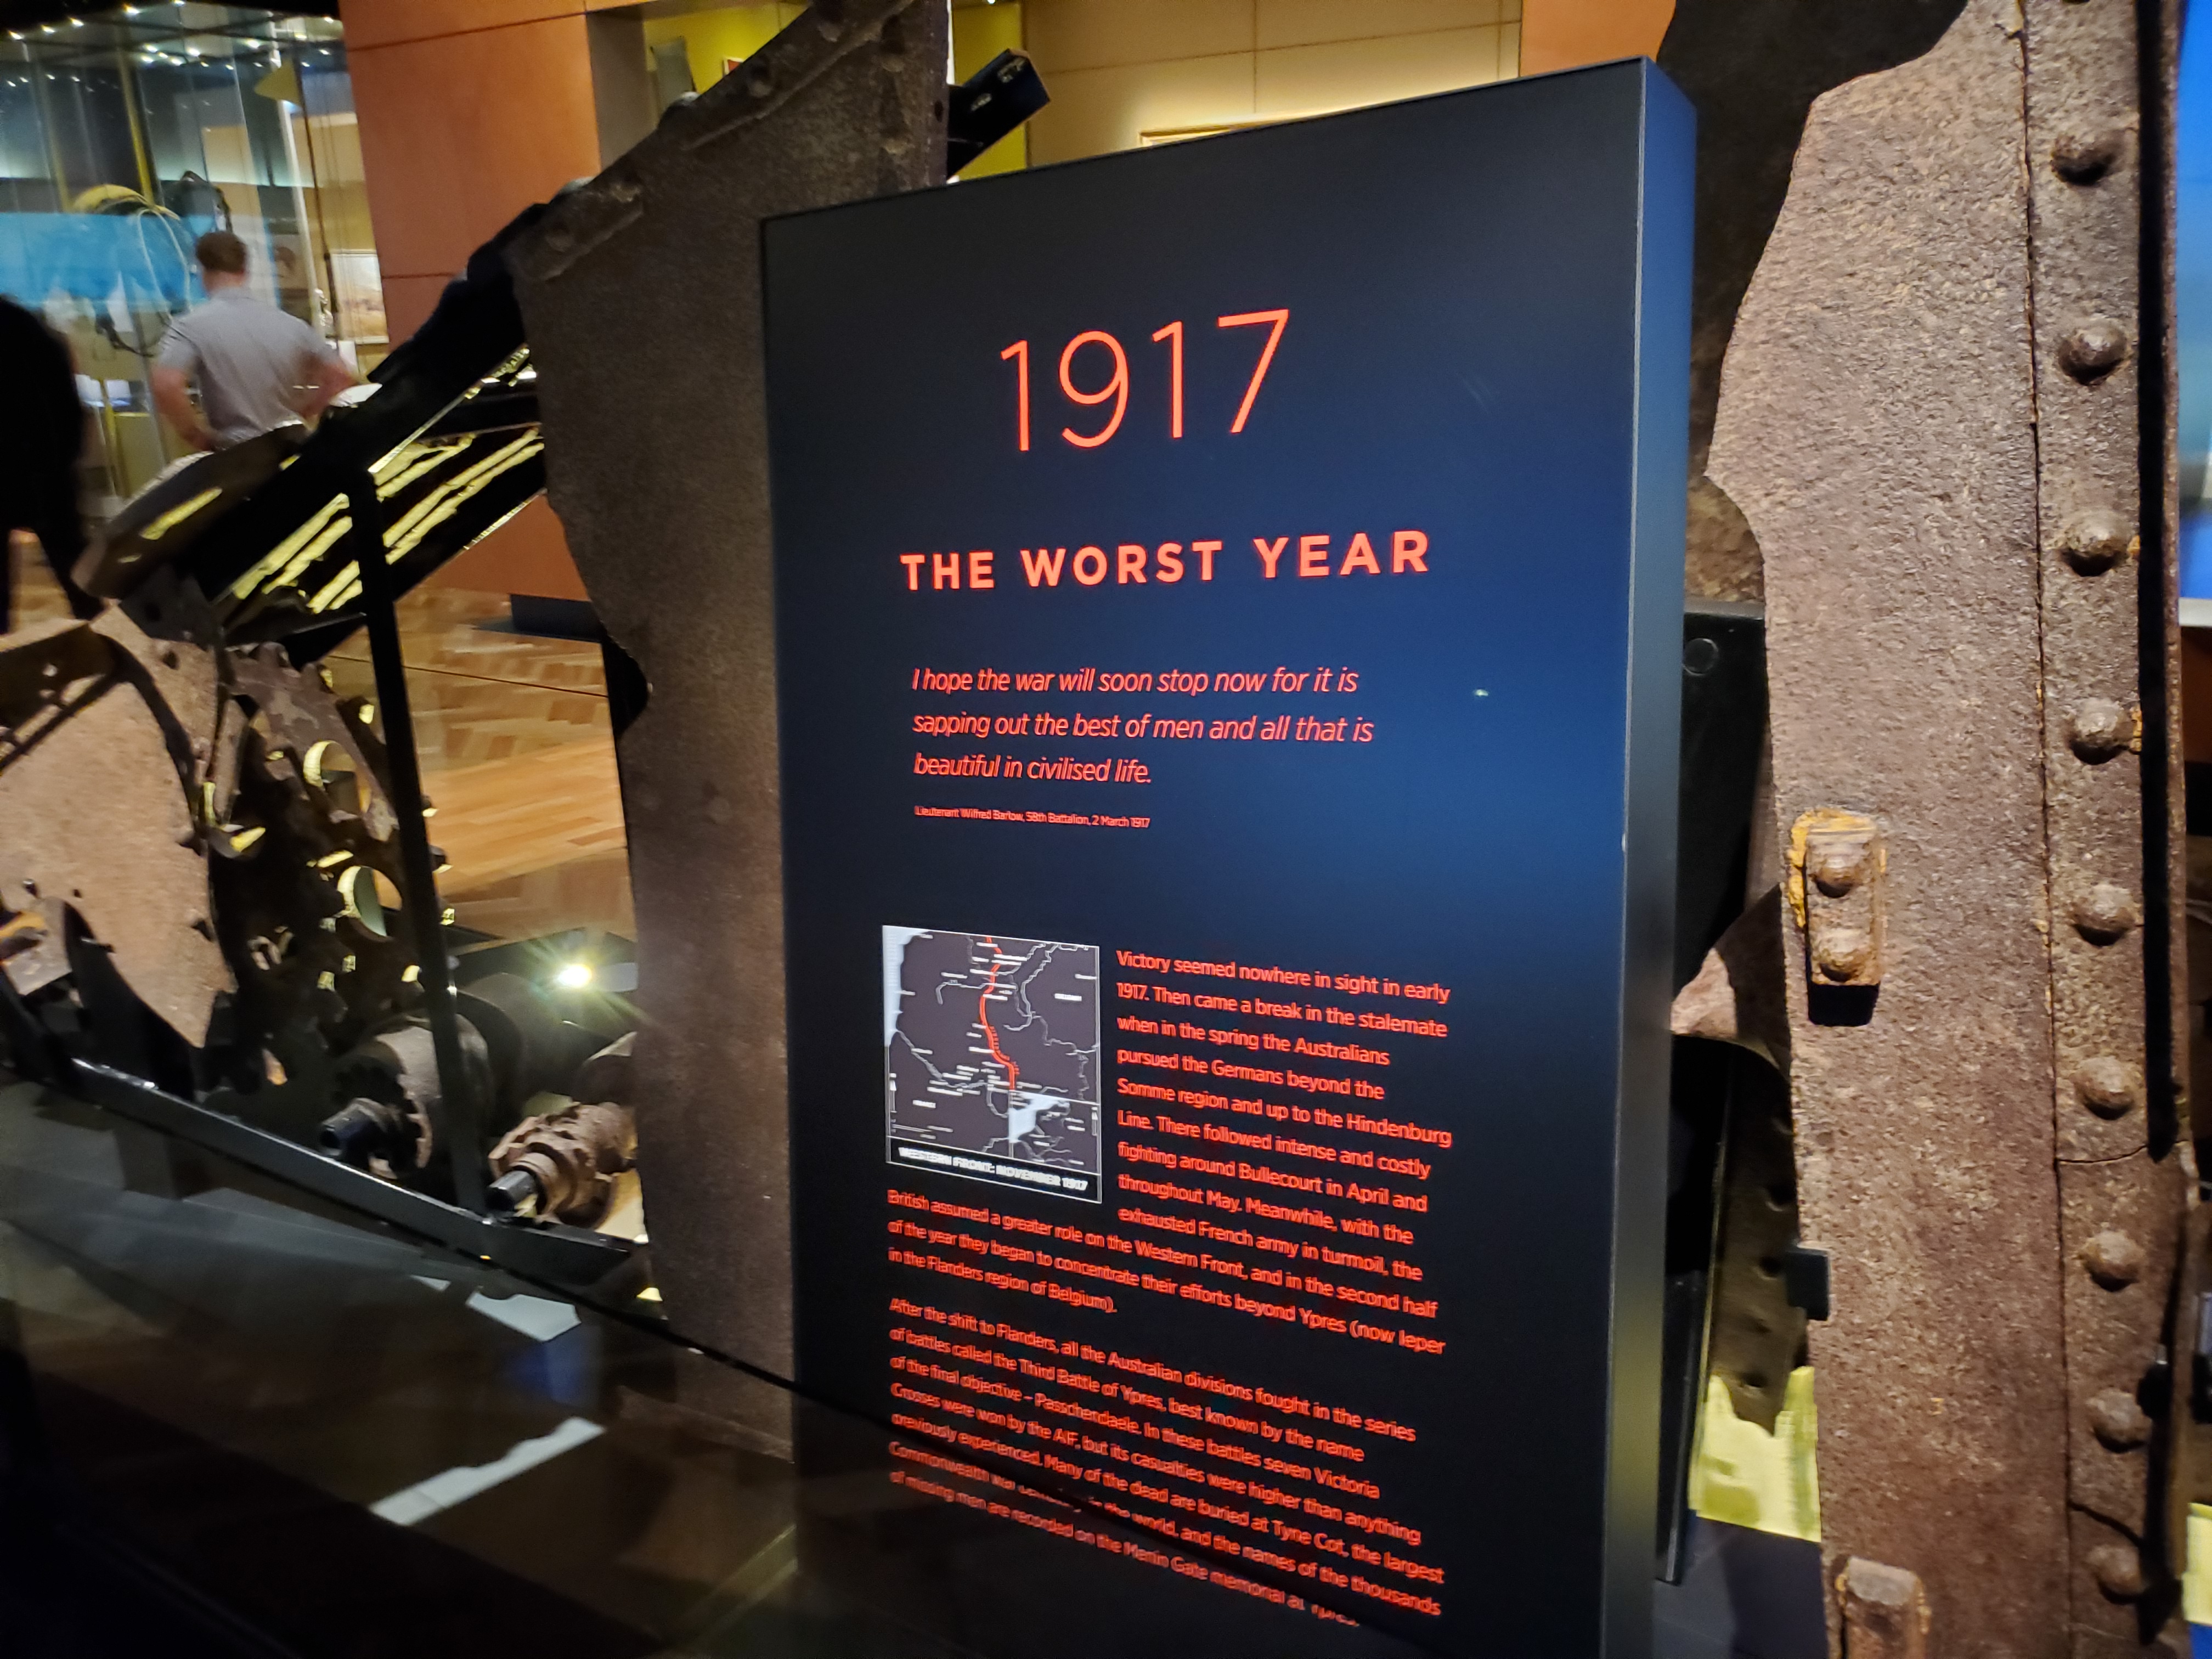 1917
THE WORST YEAR
I hope the war will soon stop now for it is
sapping out the best of men and all that is
beautiful in civilised life.
Lieutenant Wilfred Barlow, 58th Battalion, 2 March 1917
Victory seemed nowhere in sight in early
1917. Then came a break in the stalemate
when in the spring the Australians
pursued the Germans beyond the
Somme region and up to the Hindenburg
Line. There followed intense and costly
fighting around Bullecourt in April and
throughout May. Meanwhile, with the
exhausted French army in turmoil, the
WESTERN FRONT: NOVEMBER 1917
British assumed a greater role on the Western Front, and in the second half
of the year they began to concentrate their efforts beyond Ypres (now Ieper
in the Flanders region of Belgium).
After the shift to Flanders, all the Australian divisions fought in the series
of battles called the Third Battle of Ypres, best known by the name
of the final objective – Passchendaele. In these battles seven Victoria
Crosses were won by the AIF, but its casualties were higher than anything
previously experienced. Many of the dead are buried at Tyne Cot, the largest
Commonwealth war cemetery in the world, and the names of the thousands
of missing men are recorded on the Menin Gate memorial at Ypres.